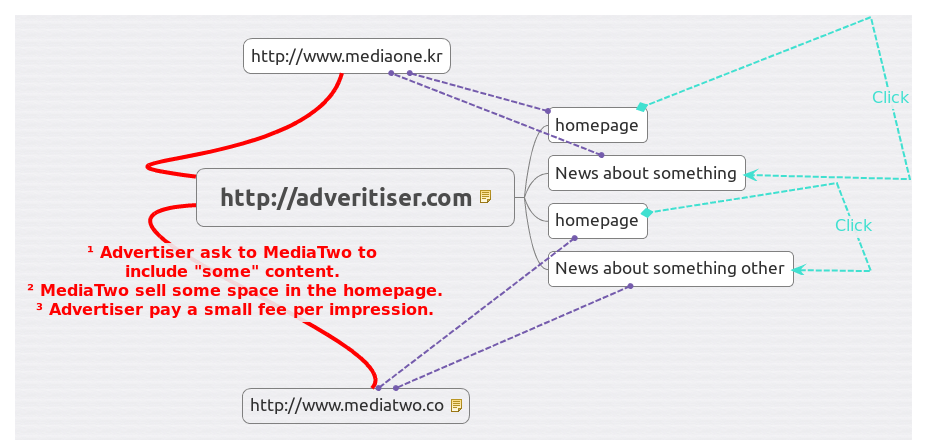 http://www.mediaone.kr
Click
homepage
News about something
http://adveritiser.com
homepage
Click
¹ Advertiser ask to MediaTwo to
include "some" content.
² MediaTwo sell some space in the homepage.
³ Advertiser pay a small fee per impression.
News about something other
http://www.mediatwo.co